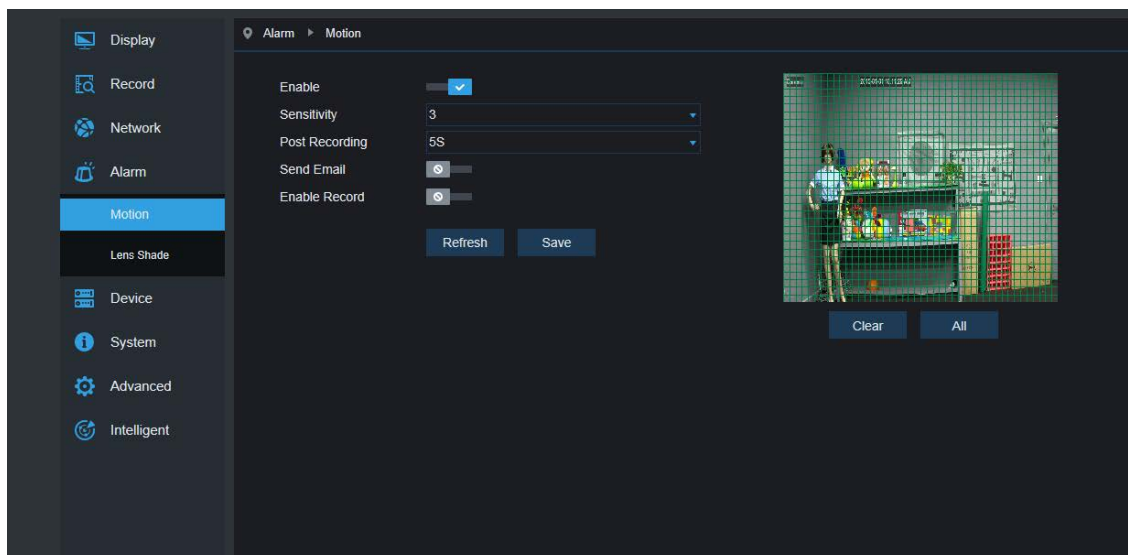 Display
Record
Network
Alarm
Motion
Lens Shade
Device
System
Advanced
Intelligent
Alarm Motion
Enable
Sensitivity 3
Post Recording 5S
Send Email
Enable Record
Refresh Save
Clear All